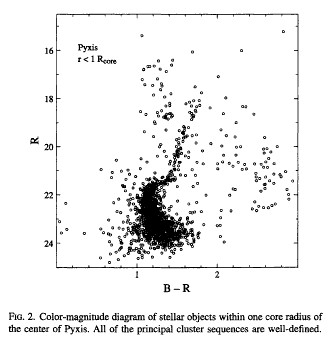 Pyxis
r < 1 Rcore
16
18
20
22
24
R
1
2
B – R
FIG. 2. Color-magnitude diagram of stellar objects within one core radius of
the center of Pyxis. All of the principal cluster sequences are well-defined.